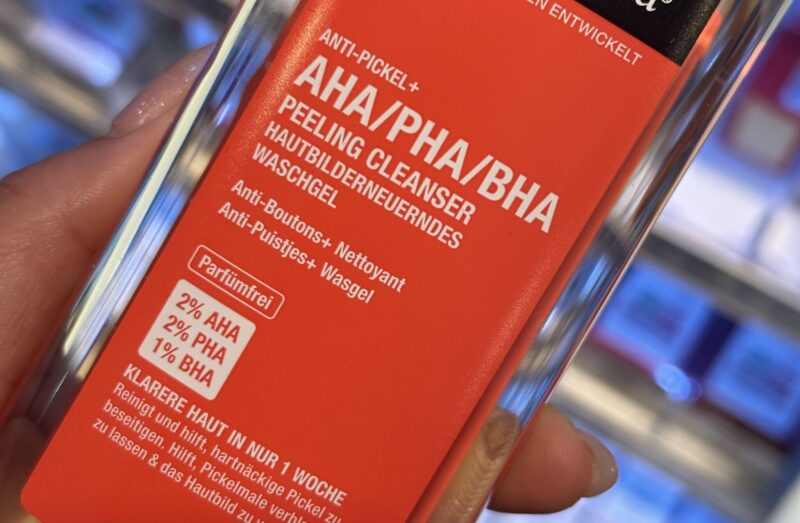 ENTWICKELT
ANTI-PICKEL+
AHA/PHA/BHA
PEELING CLEANSER
HAUTBILDERNEUERNDES
WASCHGEL
Anti-Boutons+ Nettoyant
Anti-Puistjes+ Wasgel
Parfümfrei
2% AHA
2% PHA
1% BHA
KLARERE HAUT IN NUR 1 WOCHE
Reinigt und hilft, hartnäckige Pickel zu
beseitigen. Hilft, Pickelmale
zu lassen & das Hautbild zu